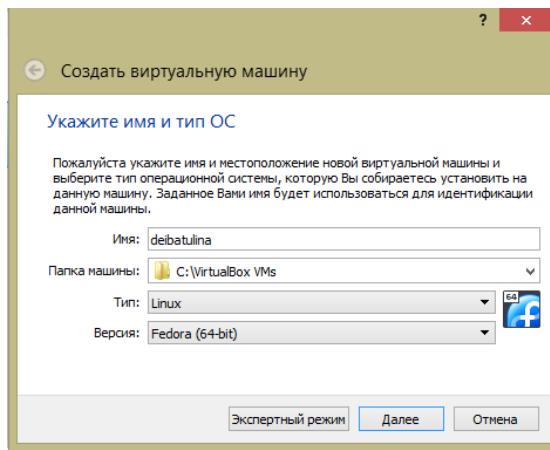 ?
Создать виртуальную машину
Укажите имя и тип ОС
Пожалуйста укажите имя и местоположение новой виртуальной машины и
выберите тип операционной системы, которую Вы собираетесь установить на
данную машину. Заданное Вами имя будет использоваться для идентификации
данной машины.
Имя: deibatulina
Папка машины: C:\VirtualBox VMs
Тип: Linux
64
Версия: Fedora (64-bit)
Экспертный режим Далее Отмена